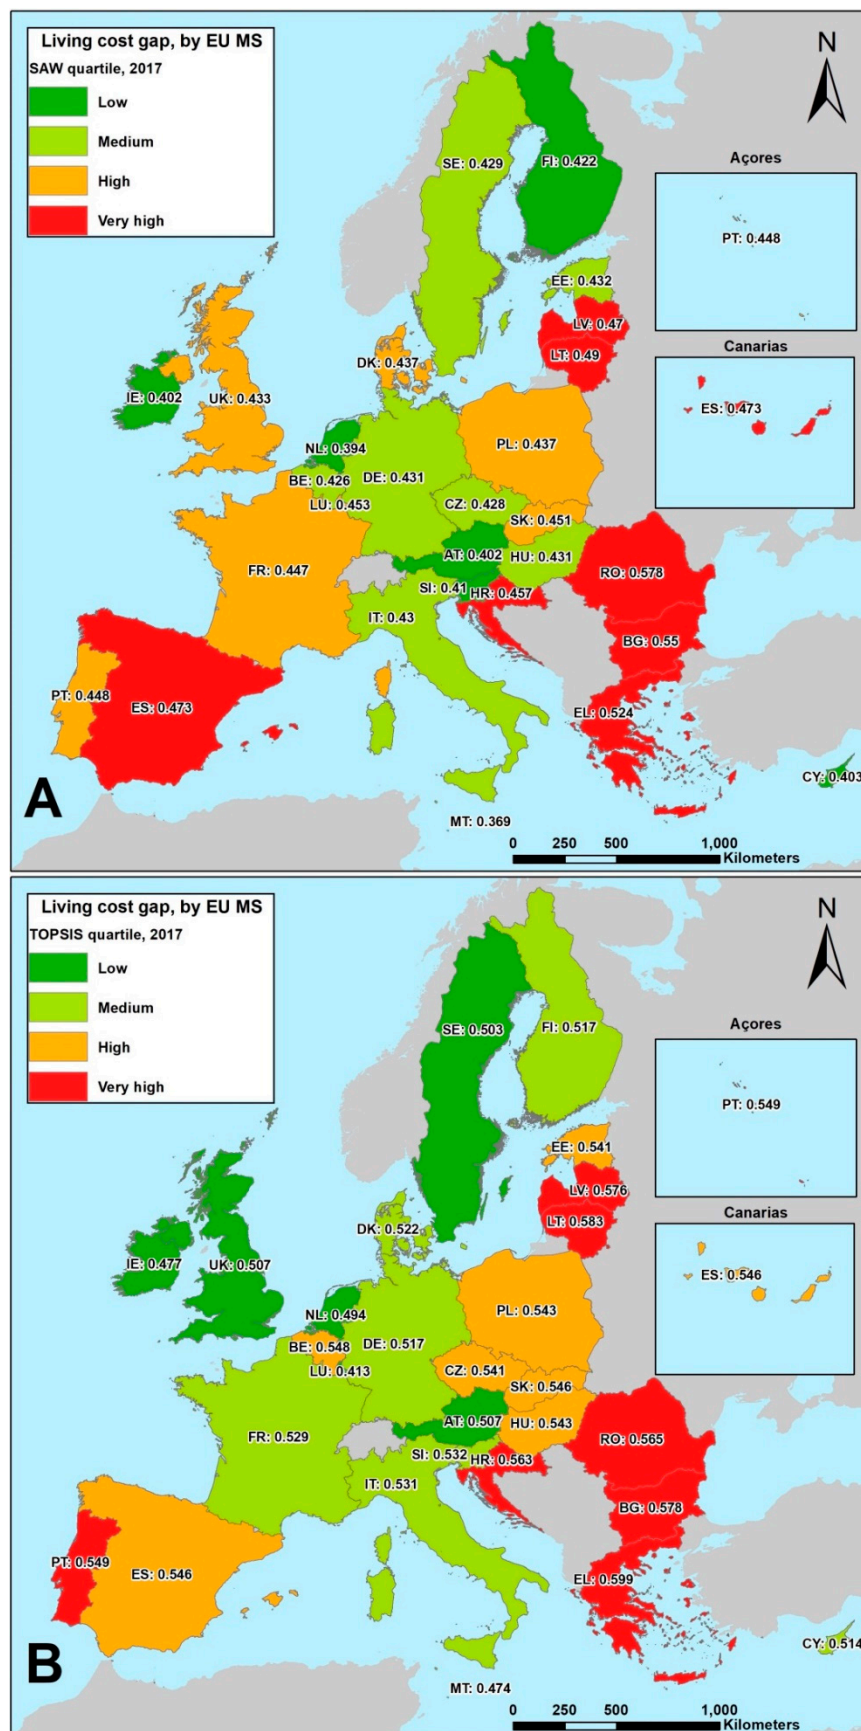 Living cost gap, by EU MS
SAW quartile, 2017
Low
Medium
High
Very high
N
Açores
PT: 0.448
Canarias
ES: 0.473
SE: 0.429
FI: 0.422
EE: 0.432
LV: 0.47
LT: 0.49
DK: 0.437
IE: 0.402
UK: 0.433
NL: 0.394
PL: 0.437
BE: 0.426
DE: 0.431
LU: 0.453
CZ: 0.428
SK: 0.451
AT: 0.402
HU: 0.431
FR: 0.447
RO: 0.578
SI: 0.41
HR: 0.457
IT: 0.43
BG: 0.55
PT: 0.448
ES: 0.473
EL: 0.524
CY: 0.403
MT: 0.369
A
0 250 500 1,000
Kilometers
Living cost gap, by EU MS
TOPSIS quartile, 2017
Low
Medium
High
Very high
N
Açores
PT: 0.549
Canarias
ES: 0.546
SE: 0.503
FI: 0.517
EE: 0.541
LV: 0.576
LT: 0.583
DK: 0.522
IE: 0.477
UK: 0.507
NL: 0.494
PL: 0.543
BE: 0.548
DE: 0.517
LU: 0.413
CZ: 0.541
SK: 0.546
AT: 0.507
HU: 0.543
FR: 0.529
RO: 0.565
SI: 0.532
HR: 0.563
IT: 0.531
BG: 0.578
PT: 0.549
ES: 0.546
EL: 0.599
CY: 0.514
MT: 0.474
B
0 250 500 1,000
Kilometers